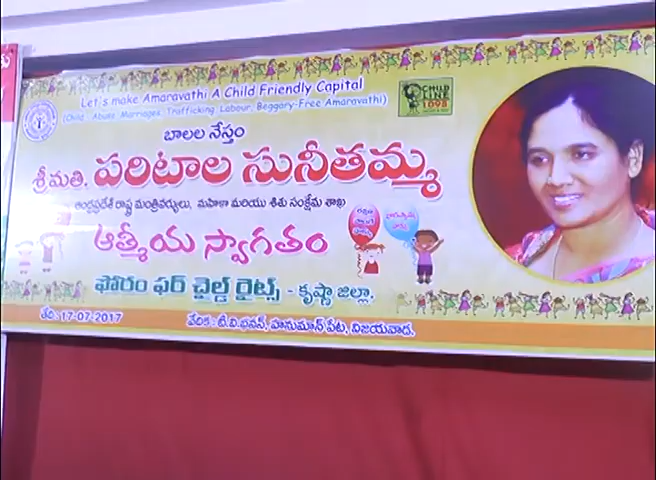 Let's make Amaravathi A Child Friendly Capital
(Child, Abuse Marriages, Trafficking, Labour, Beggary-Free Amaravathi)
CHILD
LINE
1098
బాలల నేస్తం
శ్రీమతి. పరిటాల సునీతమ్మ
ఆంధ్రప్రదేశ్ రాష్ట్ర మంత్రివర్యులు, మహిళా మరియు శిశు సంక్షేమ శాఖ
ఆత్మీయ స్వాగతం
ఫోరం ఫర్ చైల్డ్ రైట్స్ - కృష్ణా జిల్లా.
తేది: 17-07-2017
వేదిక : టి.వి.భవన్, హనుమాన్ పేట, విజయవాడ.